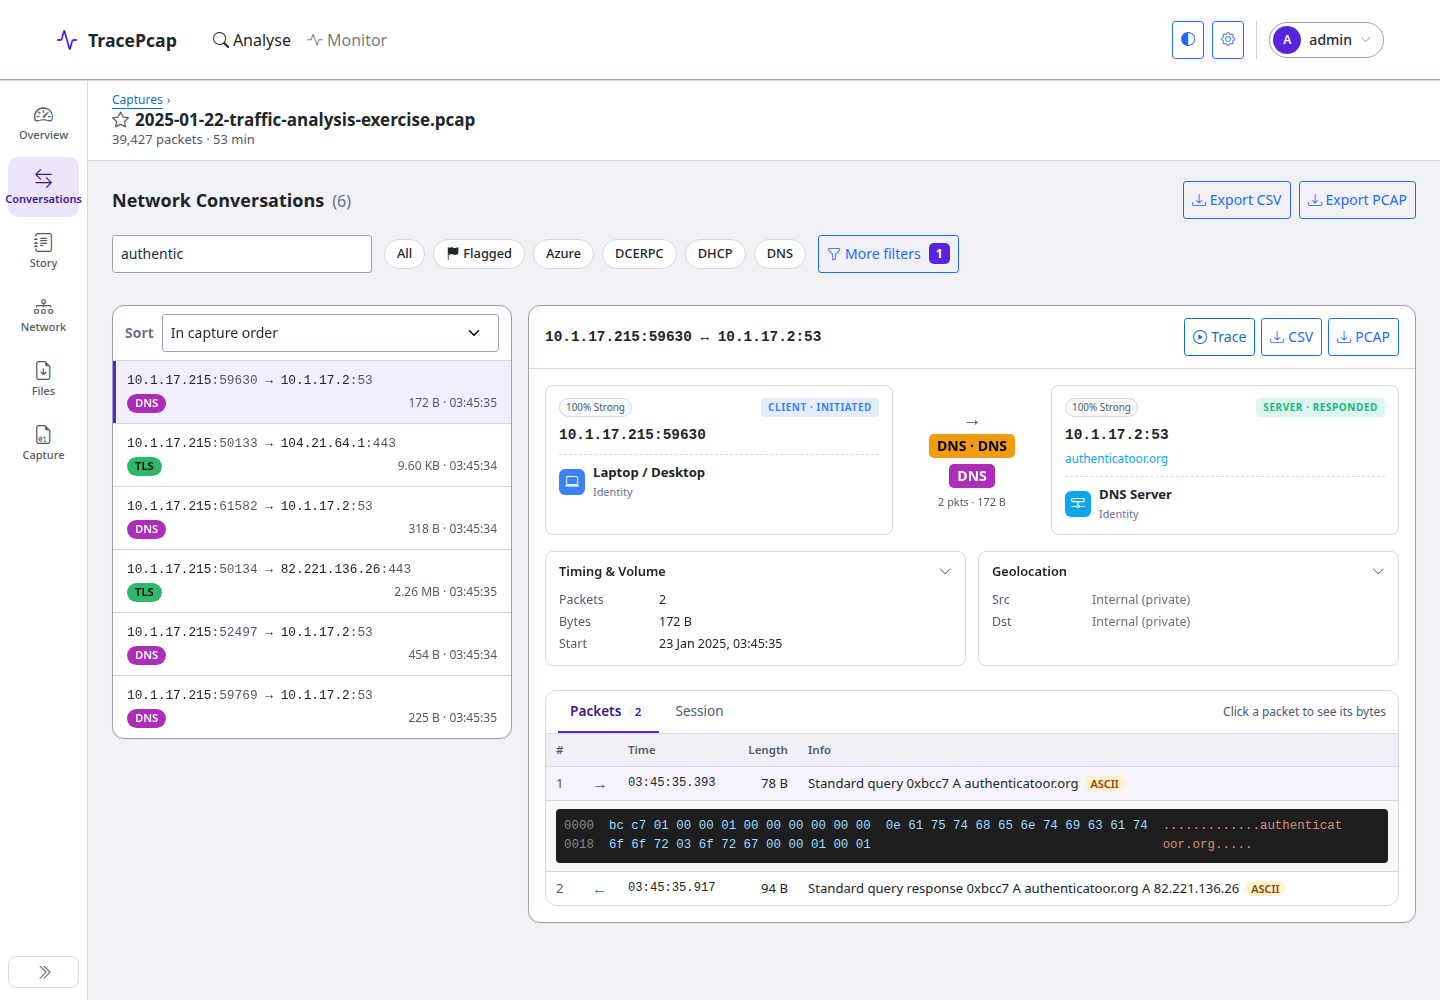 TracePcap
Analyse
Monitor
A
admin
Overview
Conversations
Story
Network
Files
Capture
Captures ›
2025-01-22-traffic-analysis-exercise.pcap
39,427 packets · 53 min
Network Conversations (6)
Export CSV
Export PCAP
authentic
All
Flagged
Azure
DCERPC
DHCP
DNS
More filters 1
Sort
In capture order
10.1.17.215:59630 → 10.1.17.2:53
DNS
172 B · 03:45:35
10.1.17.215:50133 → 104.21.64.1:443
TLS
9.60 KB · 03:45:34
10.1.17.215:61582 → 10.1.17.2:53
DNS
318 B · 03:45:34
10.1.17.215:50134 → 82.221.136.26:443
TLS
2.26 MB · 03:45:35
10.1.17.215:52497 → 10.1.17.2:53
DNS
454 B · 03:45:34
10.1.17.215:59769 → 10.1.17.2:53
DNS
225 B · 03:45:35
10.1.17.215:59630 ↔ 10.1.17.2:53
Trace
CSV
PCAP
100% Strong
CLIENT · INITIATED
10.1.17.215:59630
Laptop / Desktop
Identity
→
DNS · DNS
DNS
2 pkts · 172 B
100% Strong
SERVER · RESPONDED
10.1.17.2:53
authenticatoor.org
DNS Server
Identity
Timing & Volume
Packets 2
Bytes 172 B
Start 23 Jan 2025, 03:45:35
Geolocation
Src Internal (private)
Dst Internal (private)
Packets 2
Session
Click a packet to see its bytes
# Time Length Info
1 → 03:45:35.393 78 B Standard query 0xbcc7 A authenticatoor.org ASCII
0000 bc c7 01 00 00 01 00 00 00 00 00 00 0e 61 75 74 68 65 6e 74 69 63 61 74 .............authenticat
0018 6f 6f 72 03 6f 72 67 00 00 01 00 01 oor.org.....
2 ← 03:45:35.917 94 B Standard query response 0xbcc7 A authenticatoor.org A 82.221.136.26 ASCII